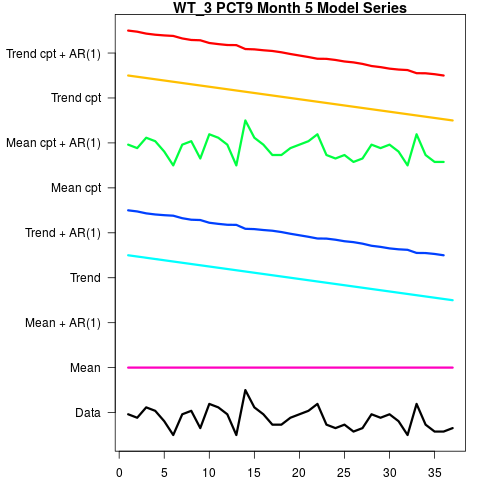 WT_3 PCT9 Month 5 Model Series
Trend cpt + AR(1)
Trend cpt
Mean cpt + AR(1)
Mean cpt
Trend + AR(1)
Trend
Mean + AR(1)
Mean
Data
0 5 10 15 20 25 30 35